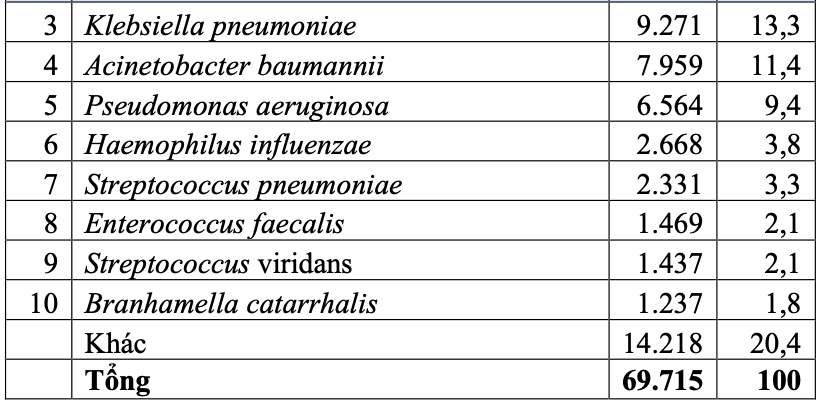 3 Klebsiella pneumoniae 9.271 13,3
4 Acinetobacter baumannii 7.959 11,4
5 Pseudomonas aeruginosa 6.564 9,4
6 Haemophilus influenzae 2.668 3,8
7 Streptococcus pneumoniae 2.331 3,3
8 Enterococcus faecalis 1.469 2,1
9 Streptococcus viridans 1.437 2,1
10 Branhamella catarrhalis 1.237 1,8
Khác 14.218 20,4
Tổng 69.715 100